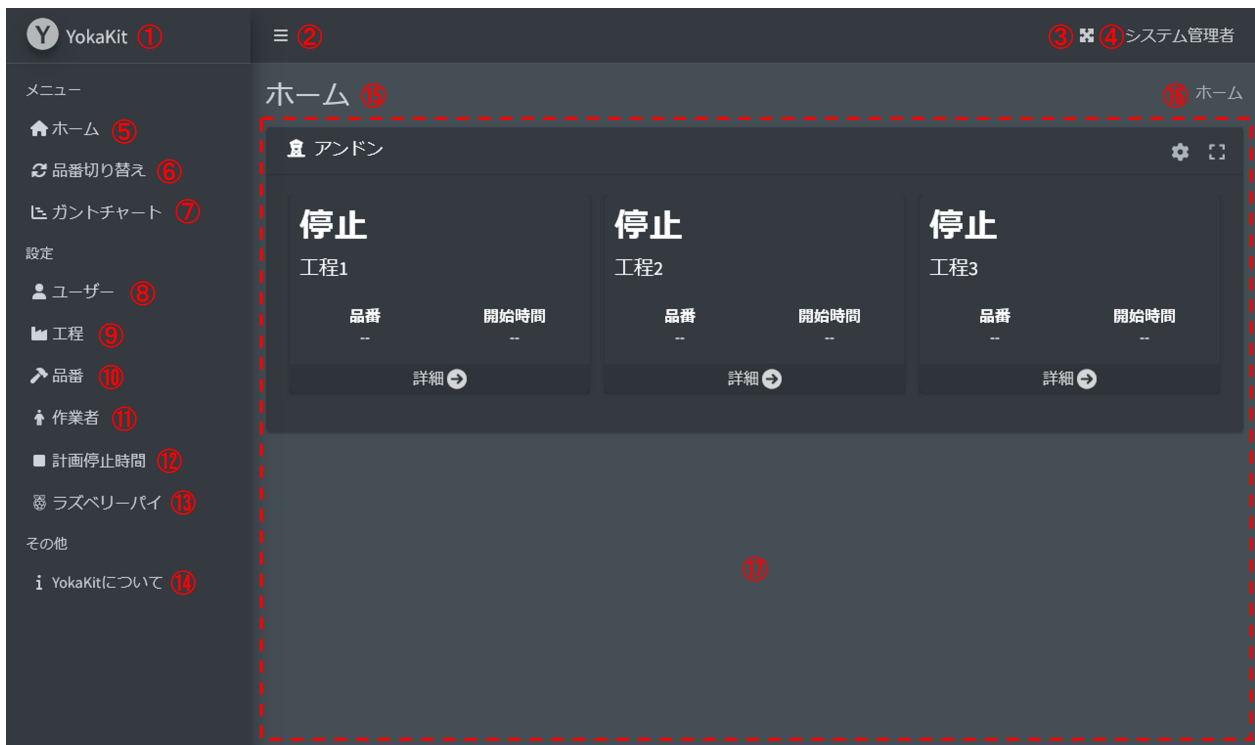 Y YokaKit ①
②
③ ④システム管理者
メニュー
ホーム ⑤
品番切り替え ⑥
ガントチャート ⑦
設定
ユーザー ⑧
工程 ⑨
品番 ⑩
作業者 ⑪
計画停止時間 ⑫
ラズベリーパイ ⑬
その他
YokaKitについて ⑭
ホーム ⑮
⑯ ホーム
アンドン
停止
工程1
品番 開始時間
-- --
詳細
停止
工程2
品番 開始時間
-- --
詳細
停止
工程3
品番 開始時間
-- --
詳細
⑰